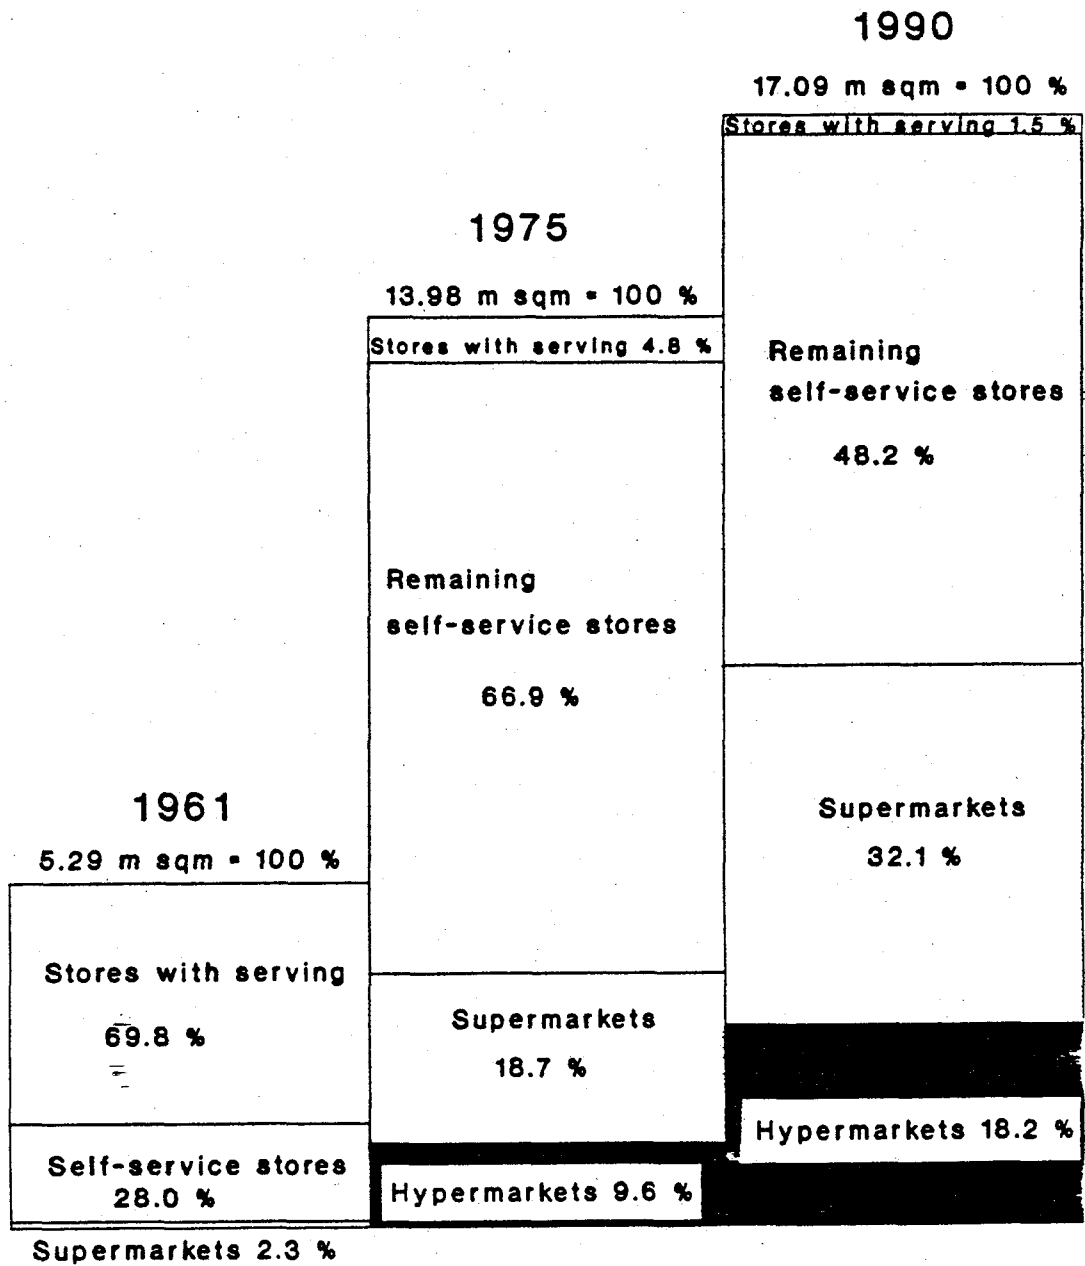 1990
17.09 m sqm = 100 %
Stores with serving 1.5 %
Remaining
self-service stores
48.2 %
Supermarkets
32.1 %
Hypermarkets 18.2 %
1975
13.98 m sqm = 100 %
Stores with serving 4.8 %
Remaining
self-service stores
66.9 %
Supermarkets
18.7 %
Hypermarkets 9.6 %
1961
5.29 m sqm = 100 %
Stores with serving
69.8 %
Self-service stores
28.0 %
Supermarkets 2.3 %